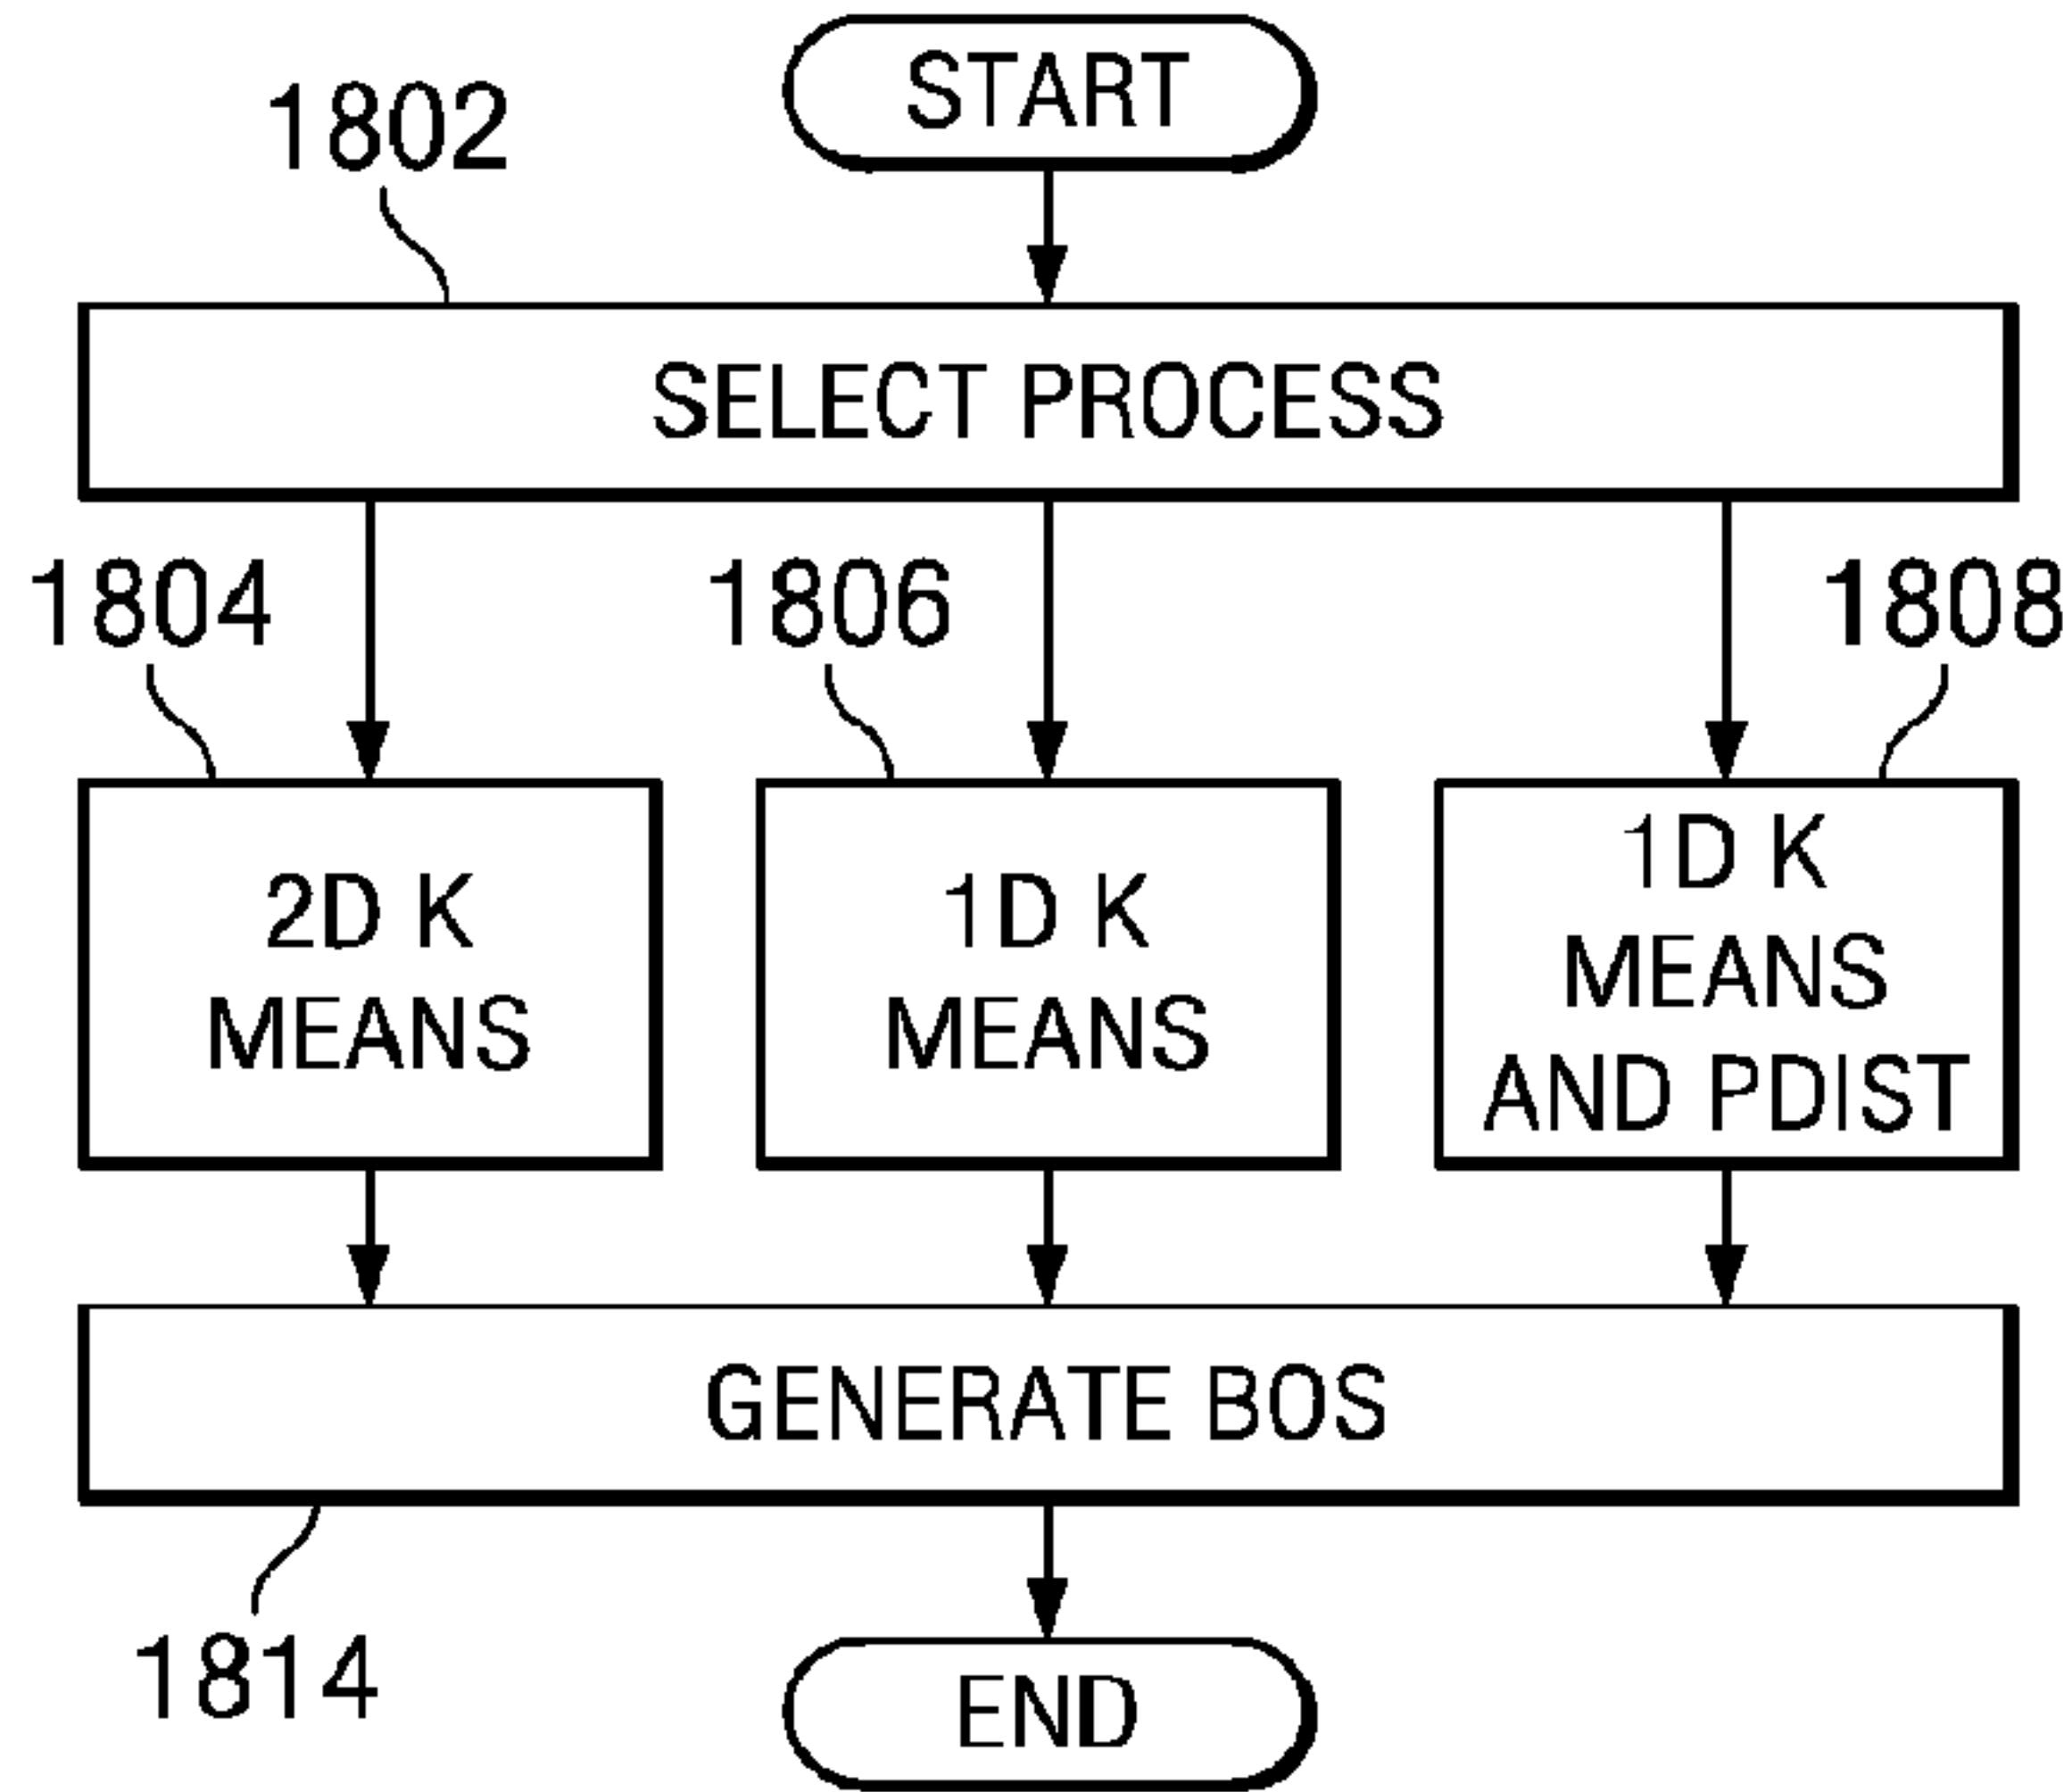 START
1802
SELECT PROCESS
1804
1806
1808
2D K
MEANS
1D K
MEANS
1D K
MEANS
AND PDIST
GENERATE BOS
1814
END